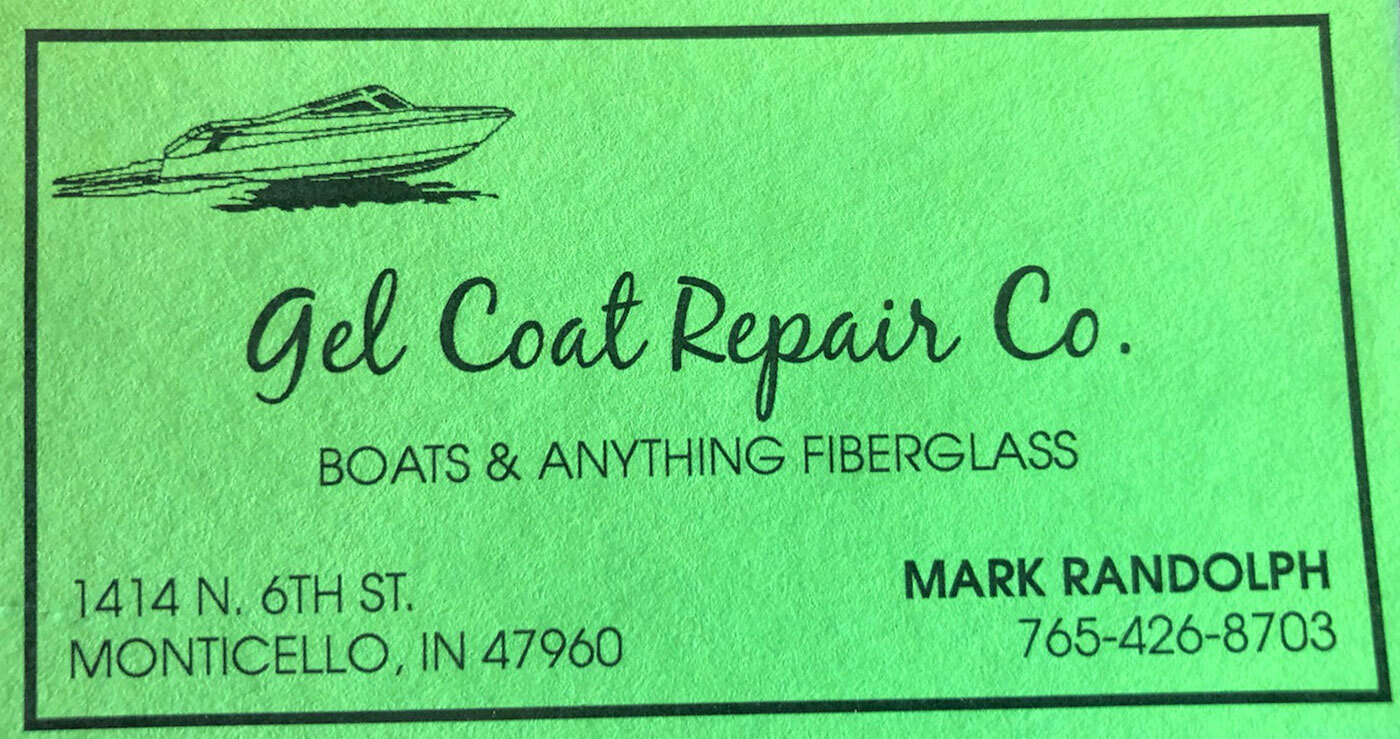 Gel Coat Repair Co.
BOATS & ANYTHING FIBERGLASS
1414 N. 6TH ST.
MONTICELLO, IN 47960
MARK RANDOLPH
765-426-8703